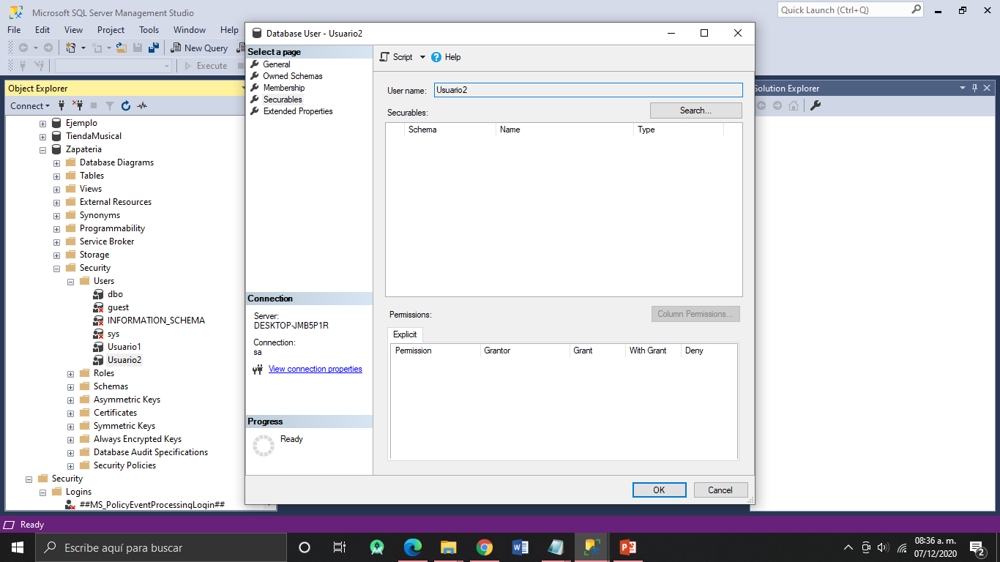 Microsoft SQL Server Management Studio
Quick Launch (Ctrl+Q)
File Edit View Project Tools Window Help
New Query
Execute
Object Explorer
Connect
Ejemplo
TiendaMusical
Zapateria
Database Diagrams
Tables
Views
External Resources
Synonyms
Programmability
Service Broker
Storage
Security
Users
dbo
guest
INFORMATION_SCHEMA
sys
Usuario1
Usuario2
Roles
Schemas
Asymmetric Keys
Certificates
Symmetric Keys
Always Encrypted Keys
Database Audit Specifications
Security Policies
Security
Logins
##MS_PolicyEventProcessingLogin##
Database User - Usuario2
Select a page
General
Owned Schemas
Membership
Securables
Extended Properties
Connection
Server:
DESKTOP-JMB5P1R
Connection:
sa
View connection properties
Progress
Ready
Script Help
User name: Usuario2
Securables: Search...
Schema Name Type
Permissions: Column Permissions...
Explicit
Permission Grantor Grant With Grant Deny
OK Cancel
Solution Explorer
Ready
Escribe aquí para buscar
08:36 a. m.
07/12/2020
2